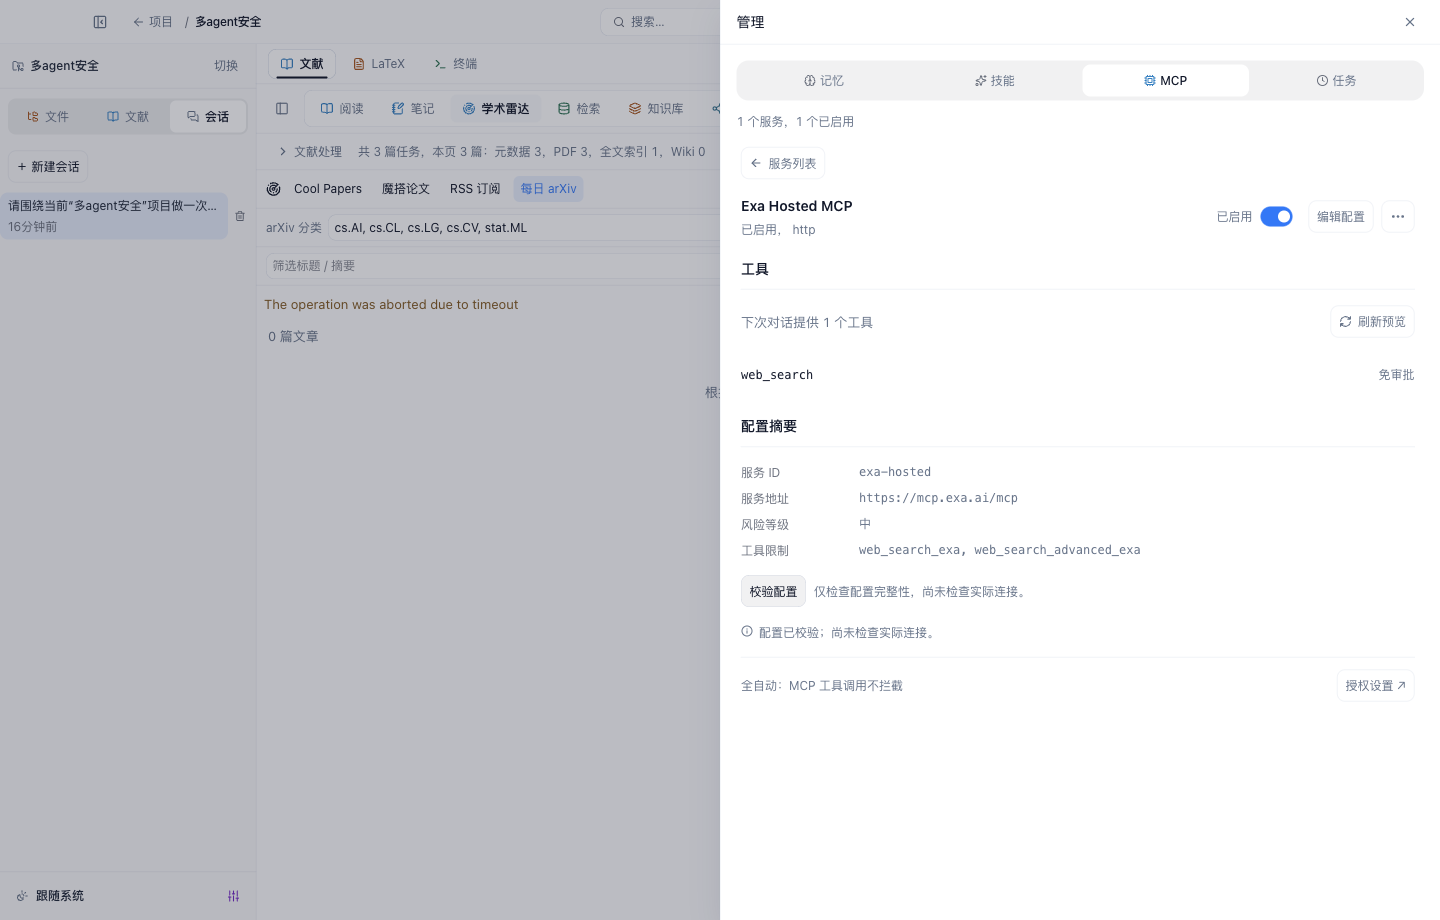 项目 / 多agent安全
搜索...
多agent安全
切换
文件
文献
会话
新建会话
请围绕当前“多agent安全”项目做一次...
16分钟前
跟随系统
文献
LaTeX
终端
阅读
笔记
学术雷达
检索
知识库
文献处理 共 3 篇任务，本页 3 篇：元数据 3，PDF 3，全文索引 1，Wiki 0
Cool Papers
魔搭论文
RSS 订阅
每日 arXiv
arXiv 分类
cs.AI, cs.CL, cs.LG, cs.CV, stat.ML
筛选标题 / 摘要
The operation was aborted due to timeout
0 篇文章
管理
记忆
技能
MCP
任务
1 个服务，1 个已启用
服务列表
Exa Hosted MCP
已启用， http
已启用
编辑配置
工具
下次对话提供 1 个工具
刷新预览
web_search
免审批
配置摘要
服务 ID
exa-hosted
服务地址
https://mcp.exa.ai/mcp
风险等级
中
工具限制
web_search_exa, web_search_advanced_exa
校验配置
仅检查配置完整性，尚未检查实际连接。
配置已校验；尚未检查实际连接。
全自动：MCP 工具调用不拦截
授权设置